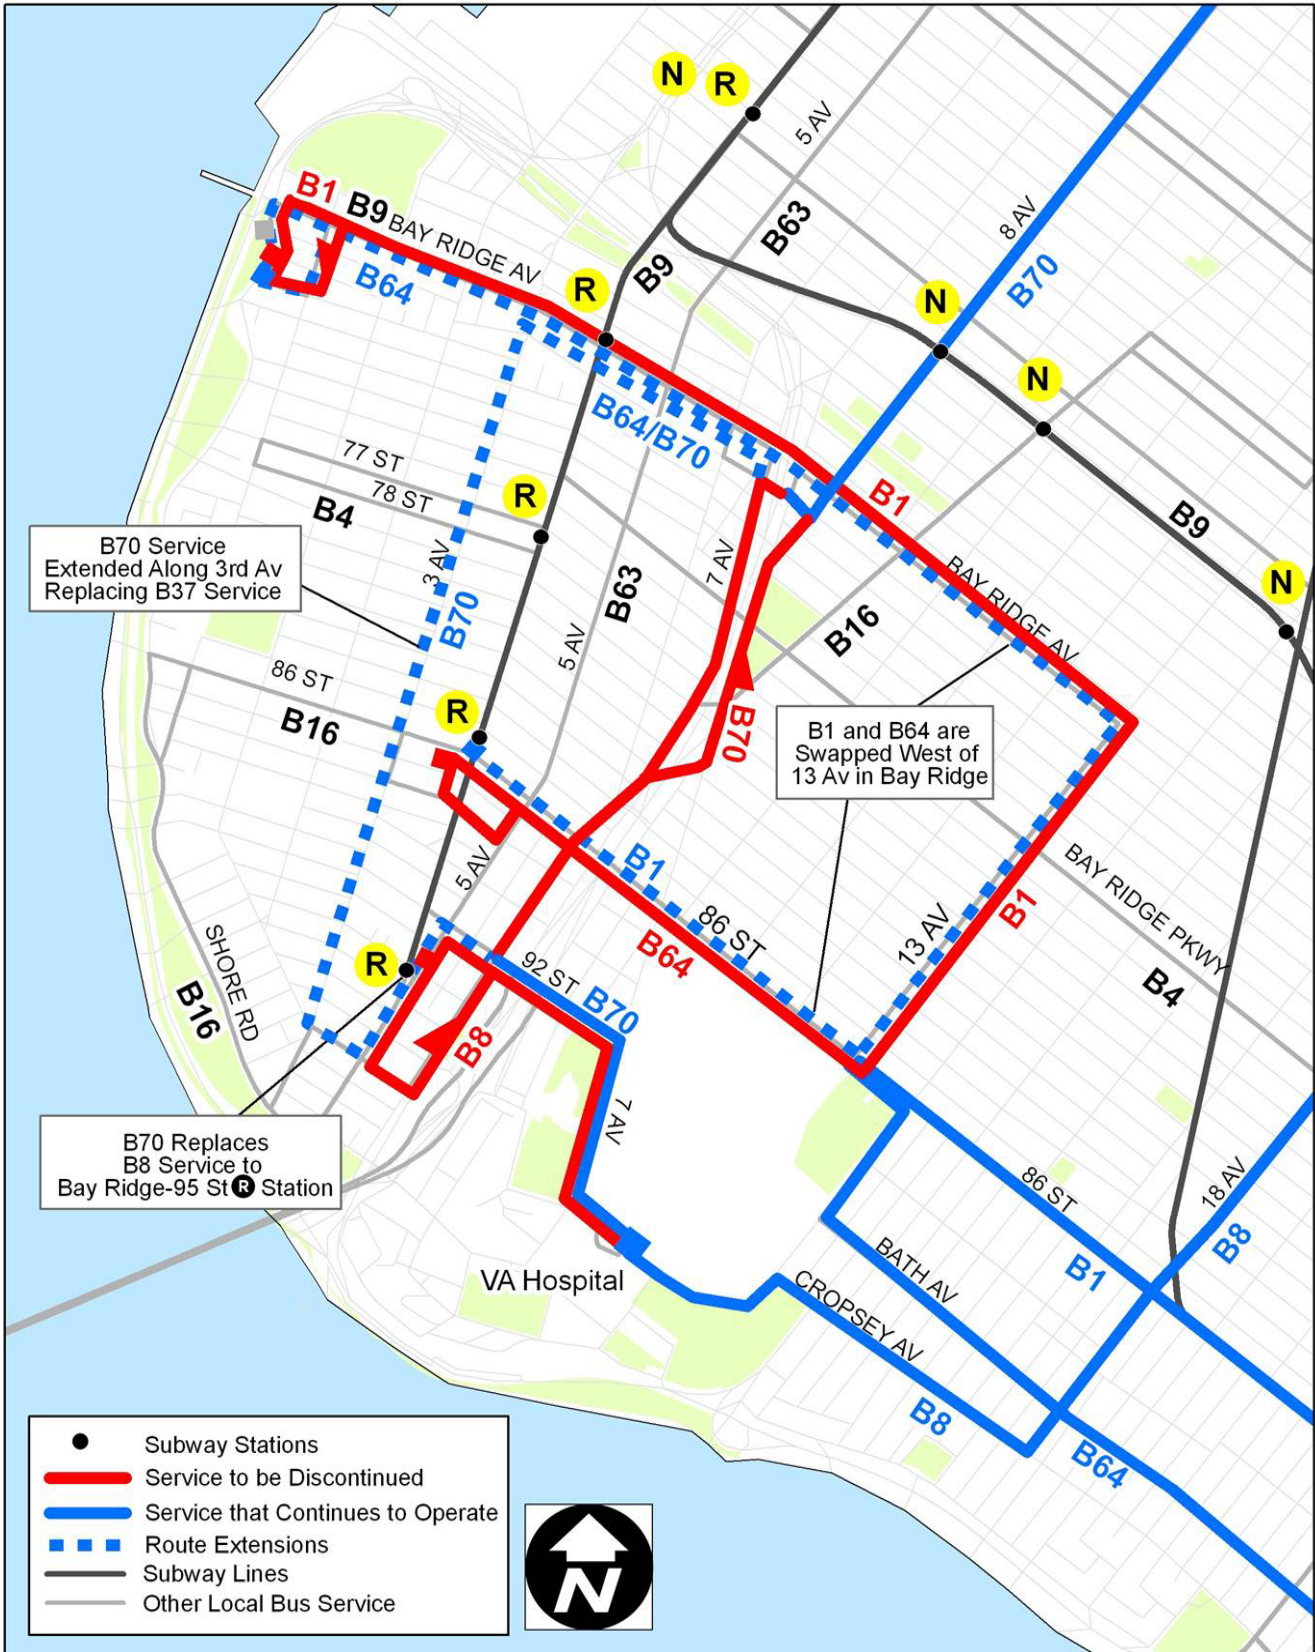 N
R
5 AV
B63
8 AV
B70
B1
B9
BAY RIDGE AV
B64
R
B9
N
N
B64/B70
B1
B9
77 ST
78 ST
B4
R
N
B70 Service
Extended Along 3rd Av
Replacing B37 Service
3 AV
B70
B63
7 AV
BAY RIDGE AV
B16
5 AV
86 ST
B16
R
B70
B1 and B64 are
Swapped West of
13 Av in Bay Ridge
B1
86 ST
B64
5 AV
13 AV
B1
BAY RIDGE PKWY
B4
R
SHORE RD
B16
92 ST
B70
B8
7 AV
B70 Replaces
B8 Service to
Bay Ridge-95 St R Station
86 ST
18 AV
B8
B1
BATH AV
VA Hospital
CROPSEY AV
B8
B64
Subway Stations
Service to be Discontinued
Service that Continues to Operate
Route Extensions
Subway Lines
Other Local Bus Service
N